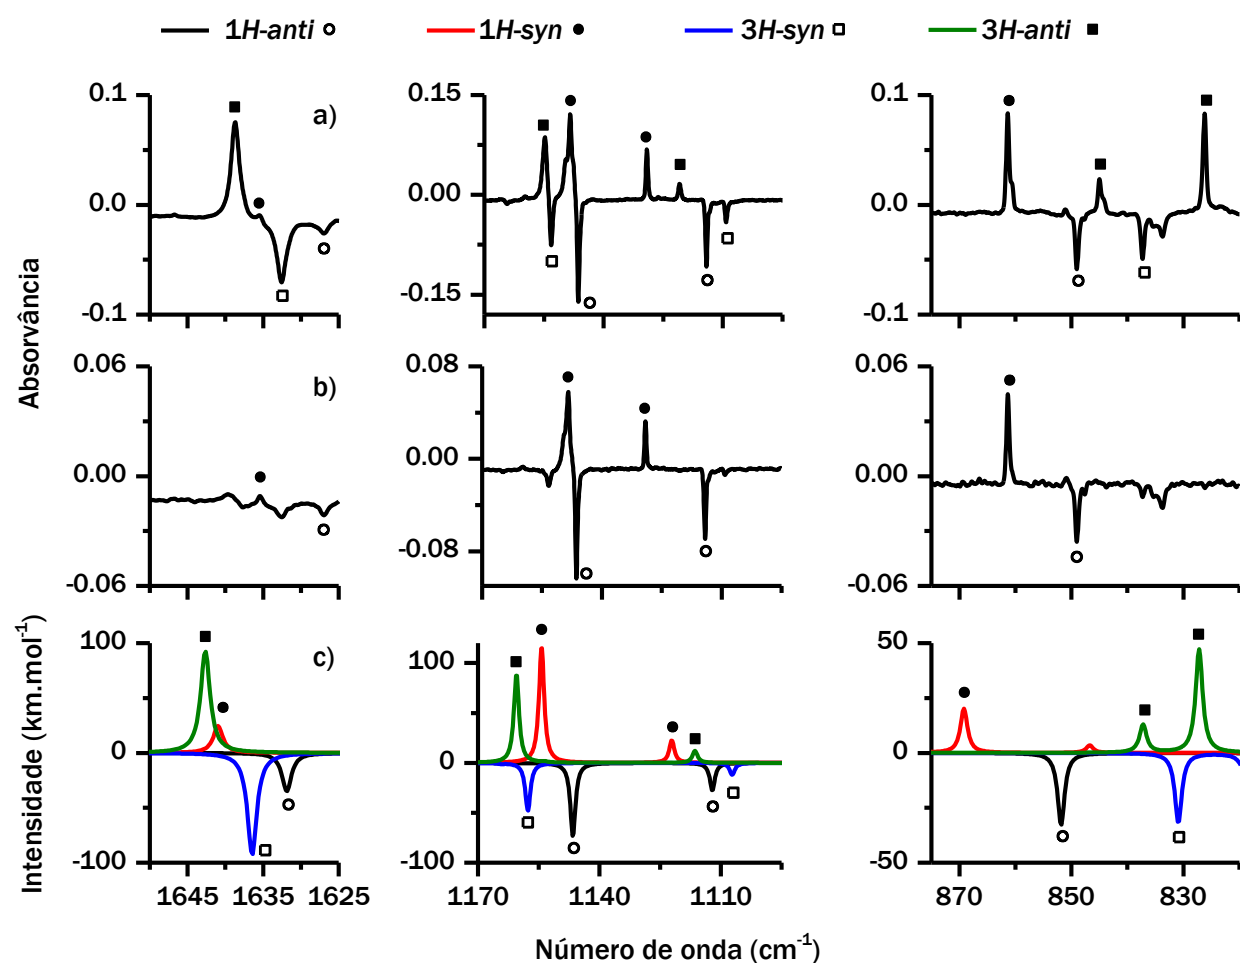 1H-anti 1H-syn 3H-syn 3H-anti
0.1 0.15 0.1
a)
0.0 0.00 0.0
-0.1 -0.15 -0.1
Absorvância
0.06 0.08 0.06
b)
0.00 0.00 0.00
-0.06 -0.08 -0.06
Intensidade (km.mol-1)
100 100 50
c)
0 0 0
-100 -100 -50
1645 1635 1625 1170 1140 1110 870 850 830
Número de onda (cm-1)